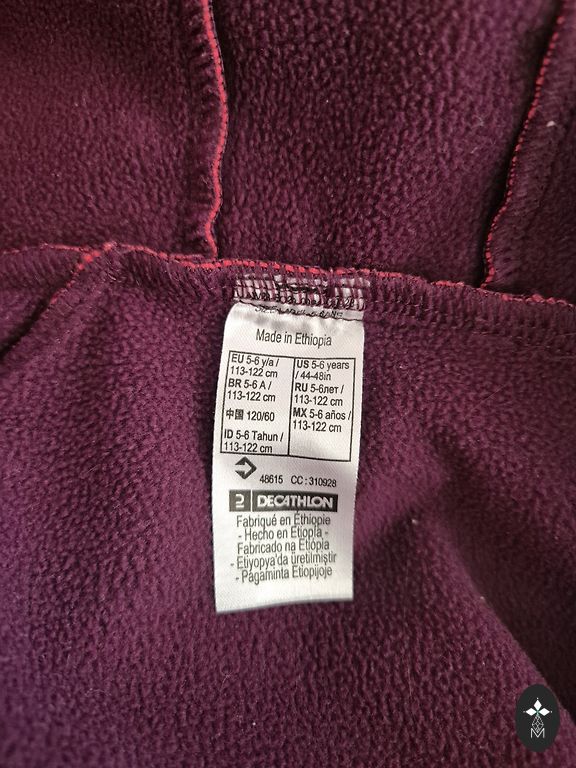 Made in Ethiopia
EU 5-6 y/a /
113-122 cm
BR 5-6 A /
113-122 cm
中国 120/60
ID 5-6 Tahun /
113-122 cm
US 5-6 years
/ 44-48in
RU 5-6лет /
113-122 cm
MX 5-6 años /
113-122 cm
48615 CC : 310928
DECATHLON
Fabriqué en Éthiopie
- Hecho en Etiopía -
Fabricado na Etiópia
- Etiyopya'da üretilmiştir
- Pagaminta Etiopijoje
M